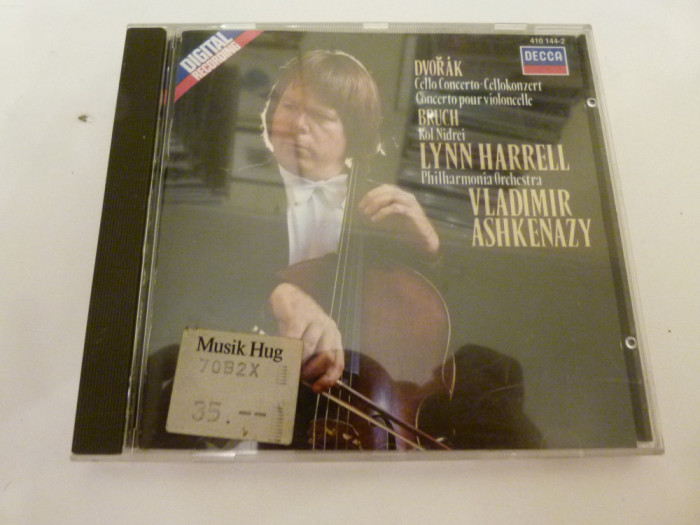 DIGITAL
RECORDING
410 144-2
DECCA
DVOŘÁK
Cello Concerto·Cellokonzert
Concerto pour violoncelle
BRUCH
Kol Nidrei
LYNN HARRELL
Philharmonia Orchestra
VLADIMIR
ASHKENAZY
Musik Hug
70B2X
35.--